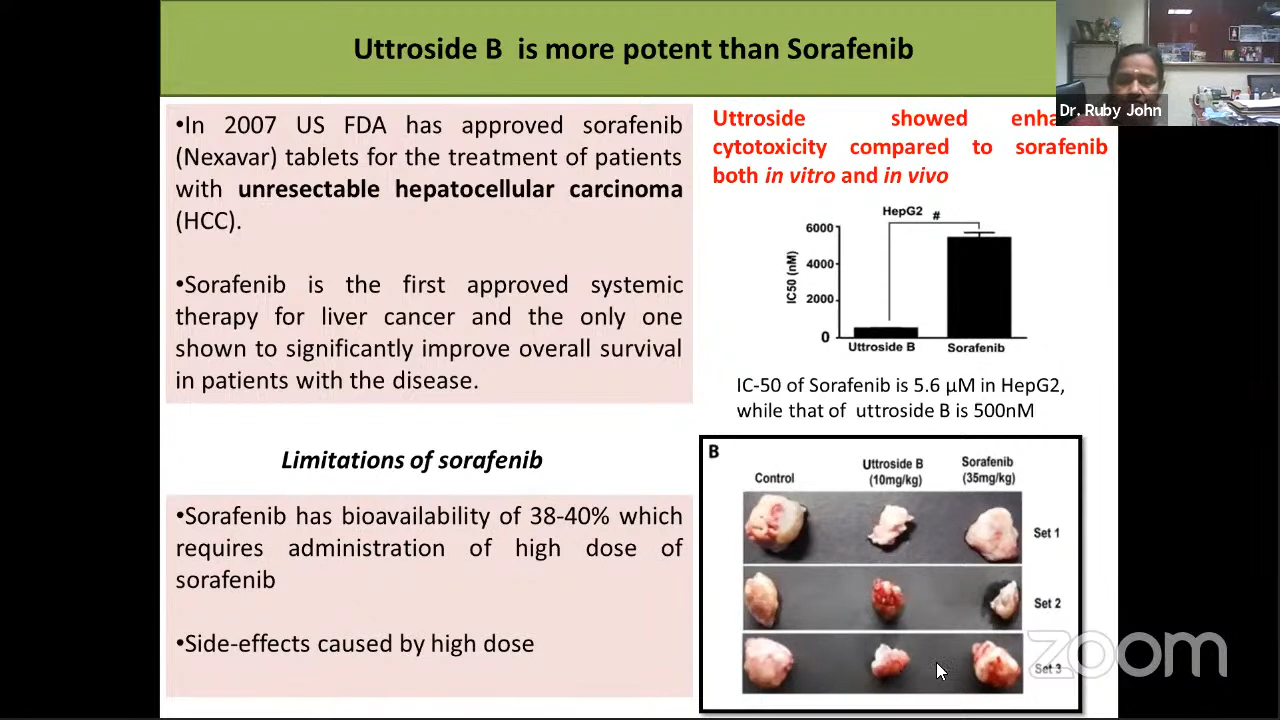 Uttroside B is more potent than Sorafenib
Dr. Ruby John
•In 2007 US FDA has approved sorafenib
(Nexavar) tablets for the treatment of patients
with unresectable hepatocellular carcinoma
(HCC).
•Sorafenib is the first approved systemic
therapy for liver cancer and the only one
shown to significantly improve overall survival
in patients with the disease.
Limitations of sorafenib
•Sorafenib has bioavailability of 38-40% which
requires administration of high dose of
sorafenib
•Side-effects caused by high dose
Uttroside showed
cytotoxicity compared to sorafenib
both in vitro and in vivo
HepG2
#
IC50 (nM)
6000
4000
2000
0
Uttroside B Sorafenib
IC-50 of Sorafenib is 5.6 µM in HepG2,
while that of uttroside B is 500nM
B
Control Uttroside B Sorafenib
(10mg/kg) (35mg/kg)
Set 1
Set 2
Set 3
zoom